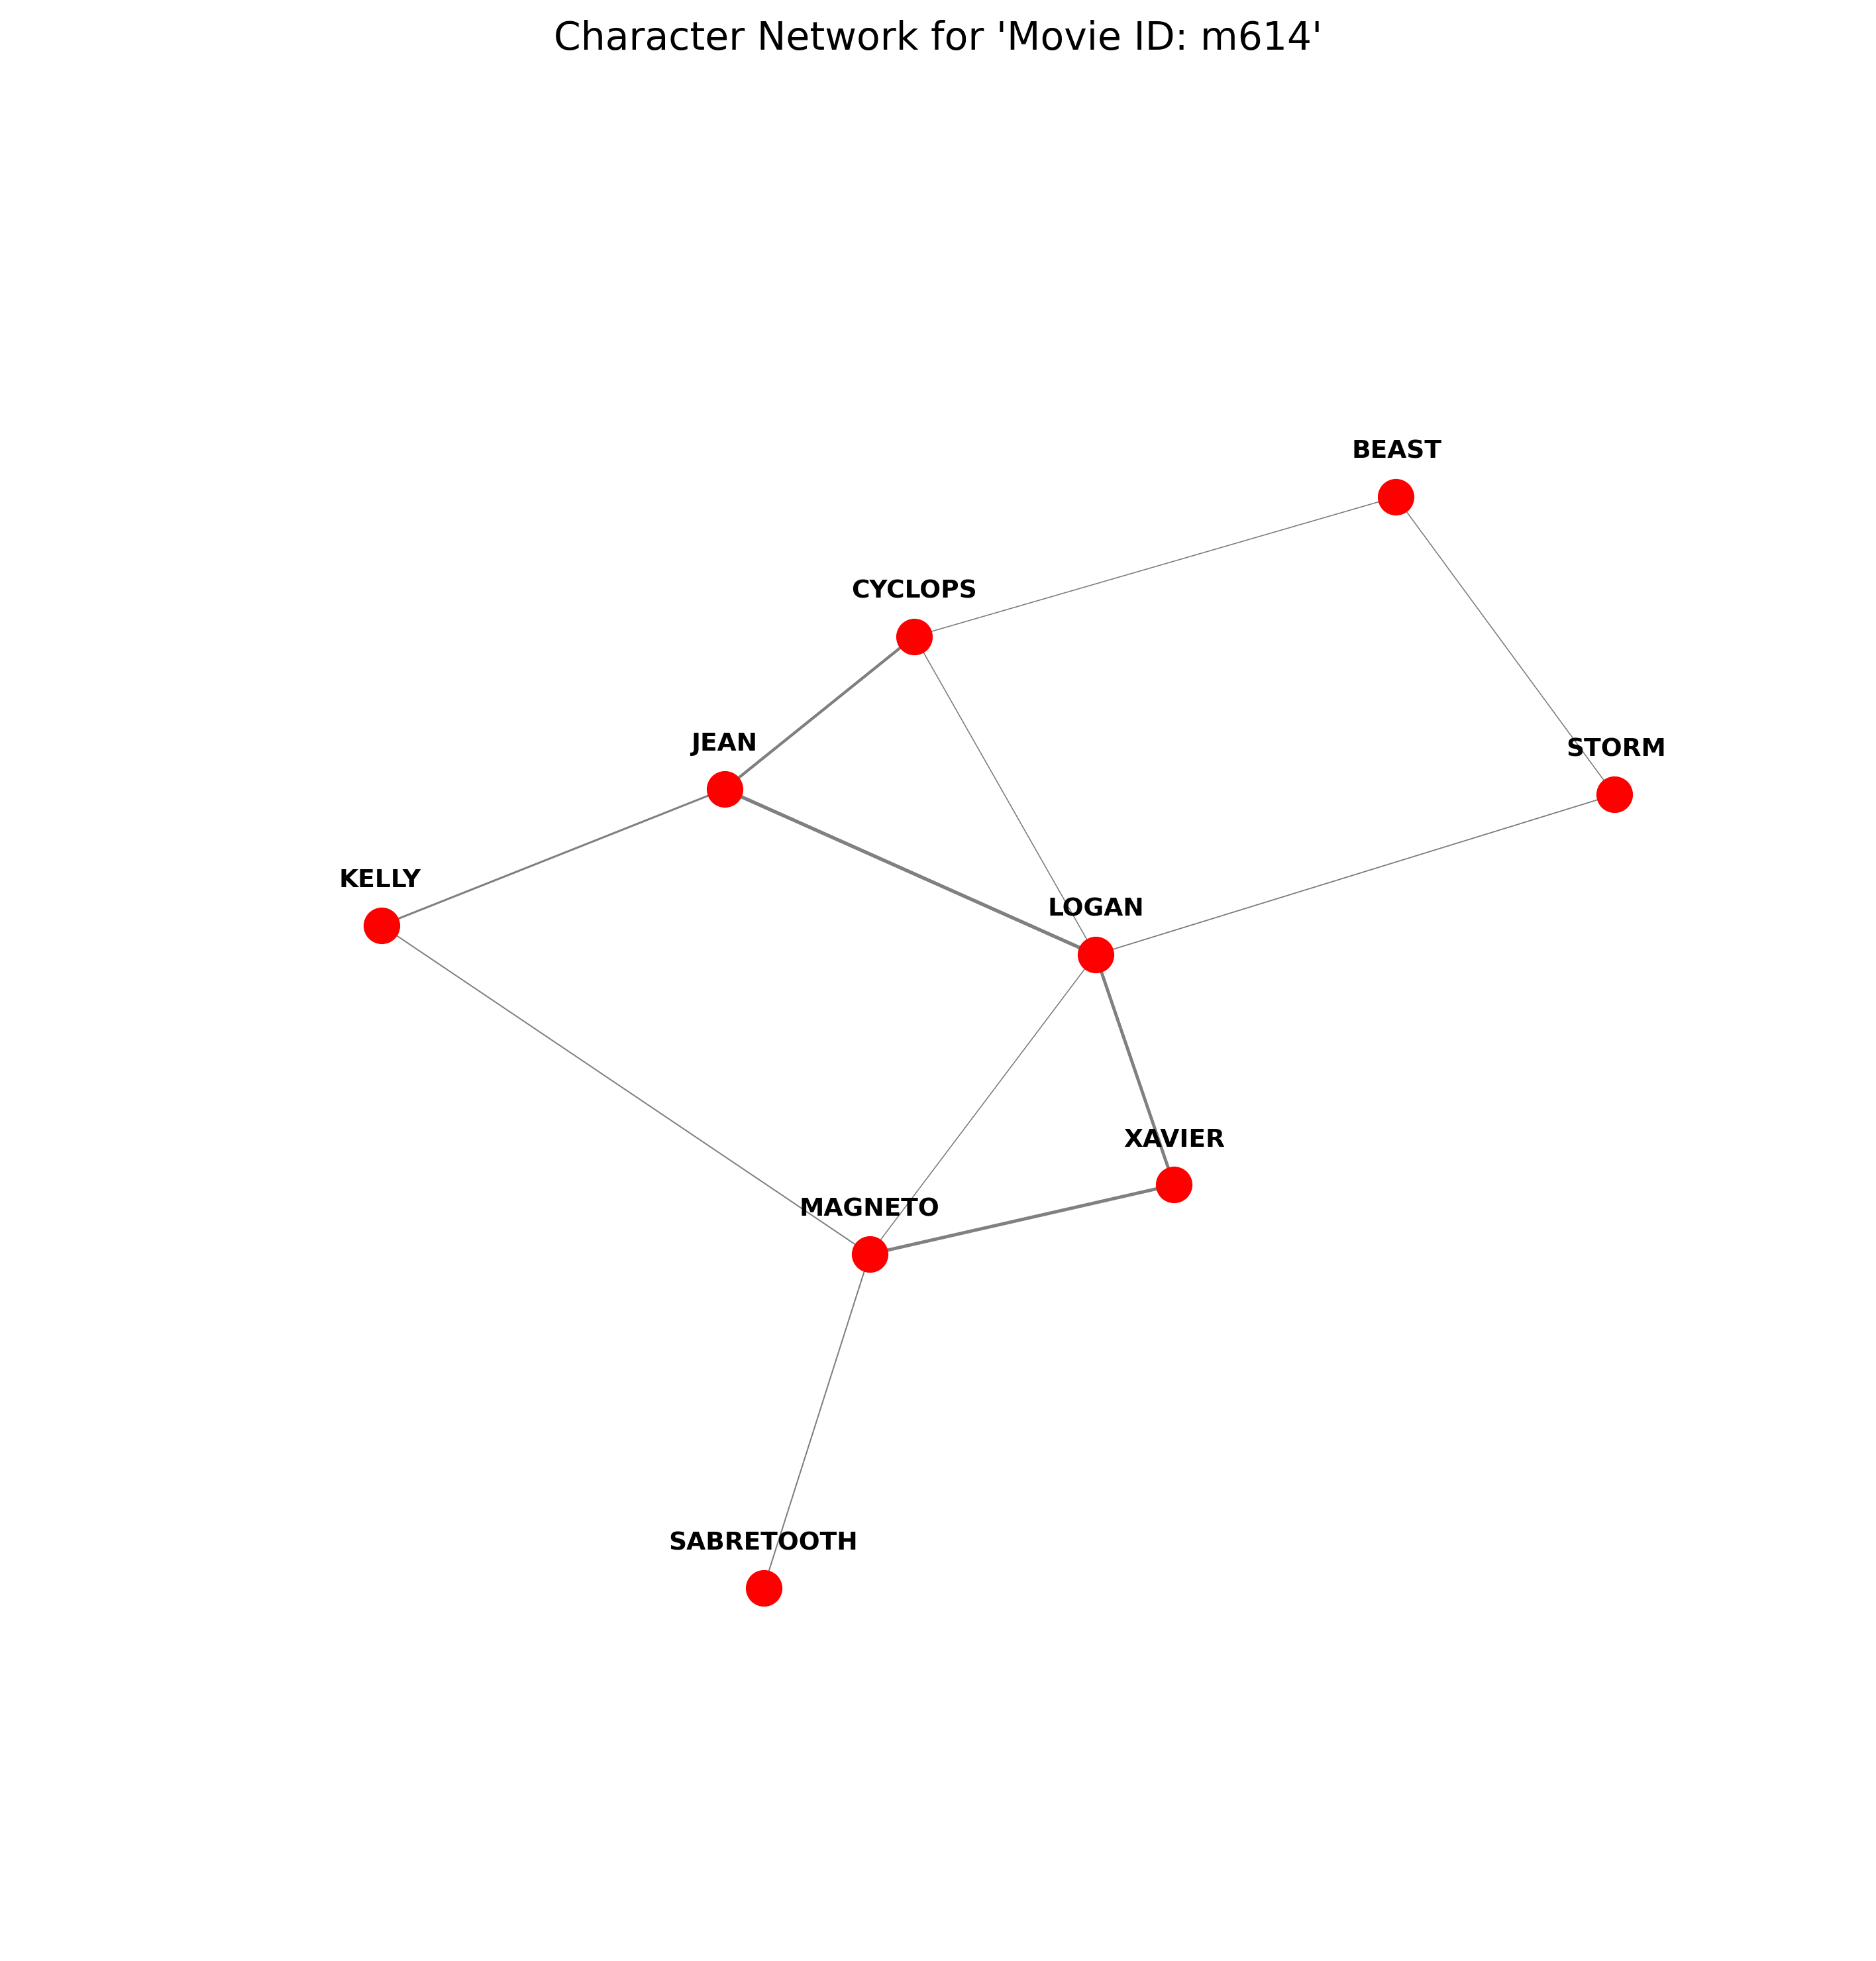 Character Network for 'Movie ID: m614'
BEAST
CYCLOPS
JEAN
STORM
KELLY
LOGAN
XAVIER
MAGNETO
SABRETOOTH